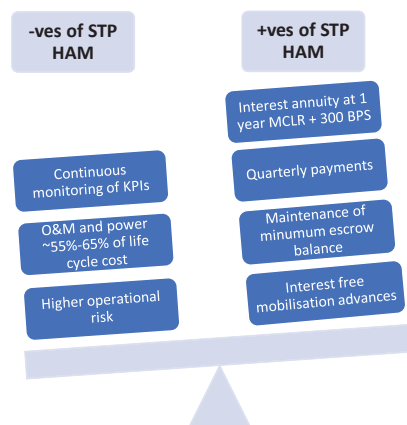 -ves of STP
HAM
+ves of STP
HAM
Interest annuity at 1
year MCLR + 300 BPS
Continuous
monitoring of KPIs
Quarterly payments
O&M and power
~55%-65% of life
cycle cost
Maintenance of
minumum escrow
balance
Higher operational
risk
Interest free
mobilisation advances